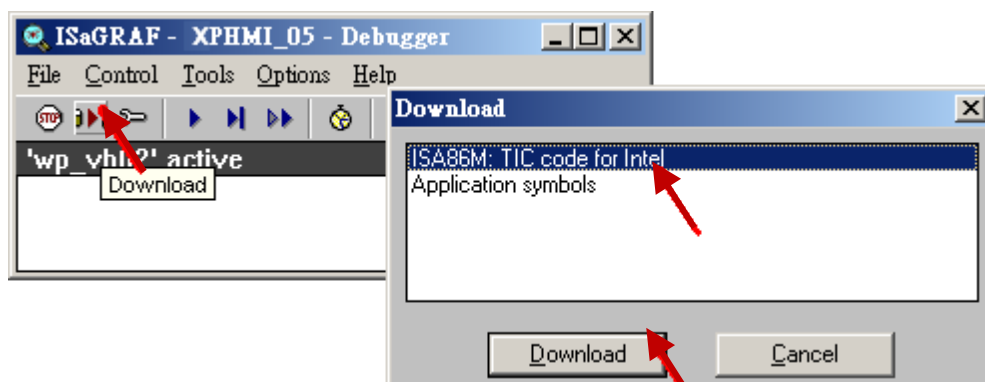 ISaGRAF - XPHMI_05 - Debugger
File Control Tools Options Help
STOP
active
Download
Download
ISA86M: TIC code for Intel
Application symbols
Download Cancel